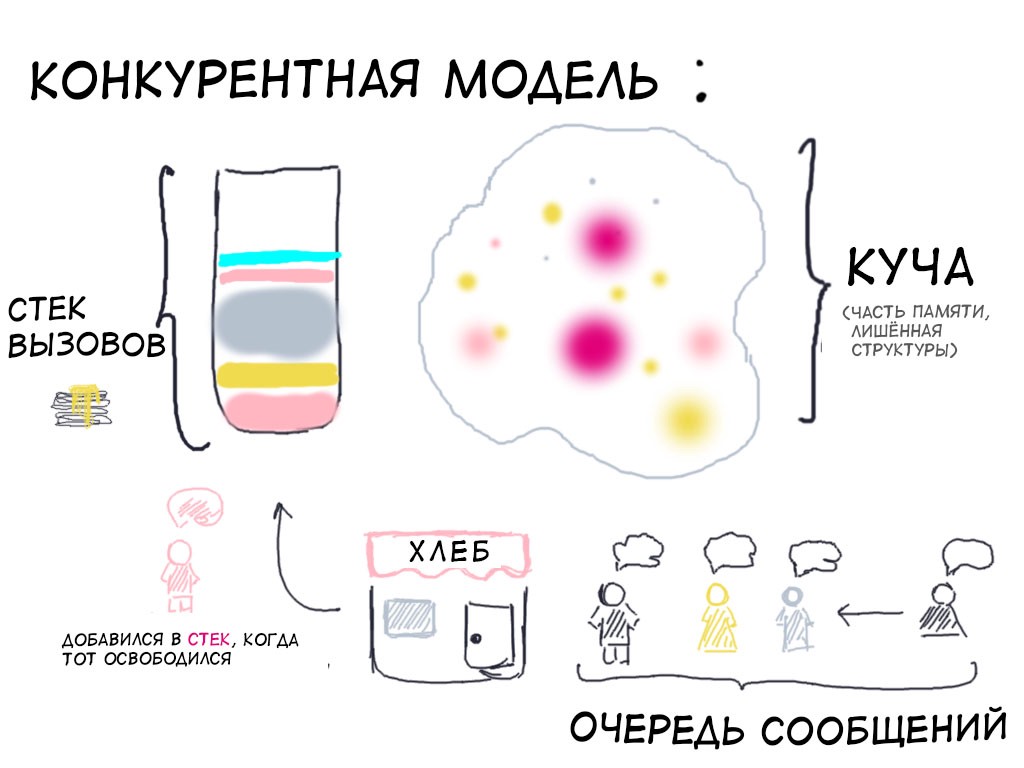 КОНКУРЕНТНАЯ МОДЕЛЬ :
СТЕК
ВЫЗОВОВ
КУЧА
(ЧАСТЬ ПАМЯТИ,
ЛИШЁННАЯ
СТРУКТУРЫ)
ХЛЕБ
ДОБАВИЛСЯ В СТЕК, КОГДА
ТОТ ОСВОБОДИЛСЯ
ОЧЕРЕДЬ СООБЩЕНИЙ